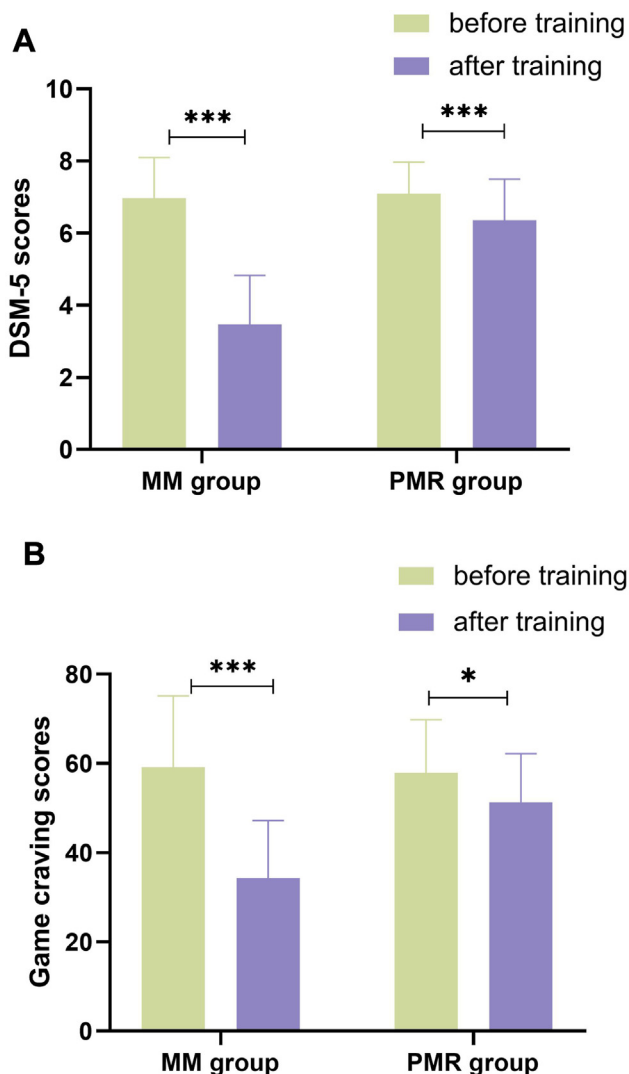 A
before training
after training
10
8
6
4
2
0
DSM-5 scores
***
***
MM group
PMR group
B
before training
after training
80
60
40
20
0
Game craving scores
***
*
MM group
PMR group